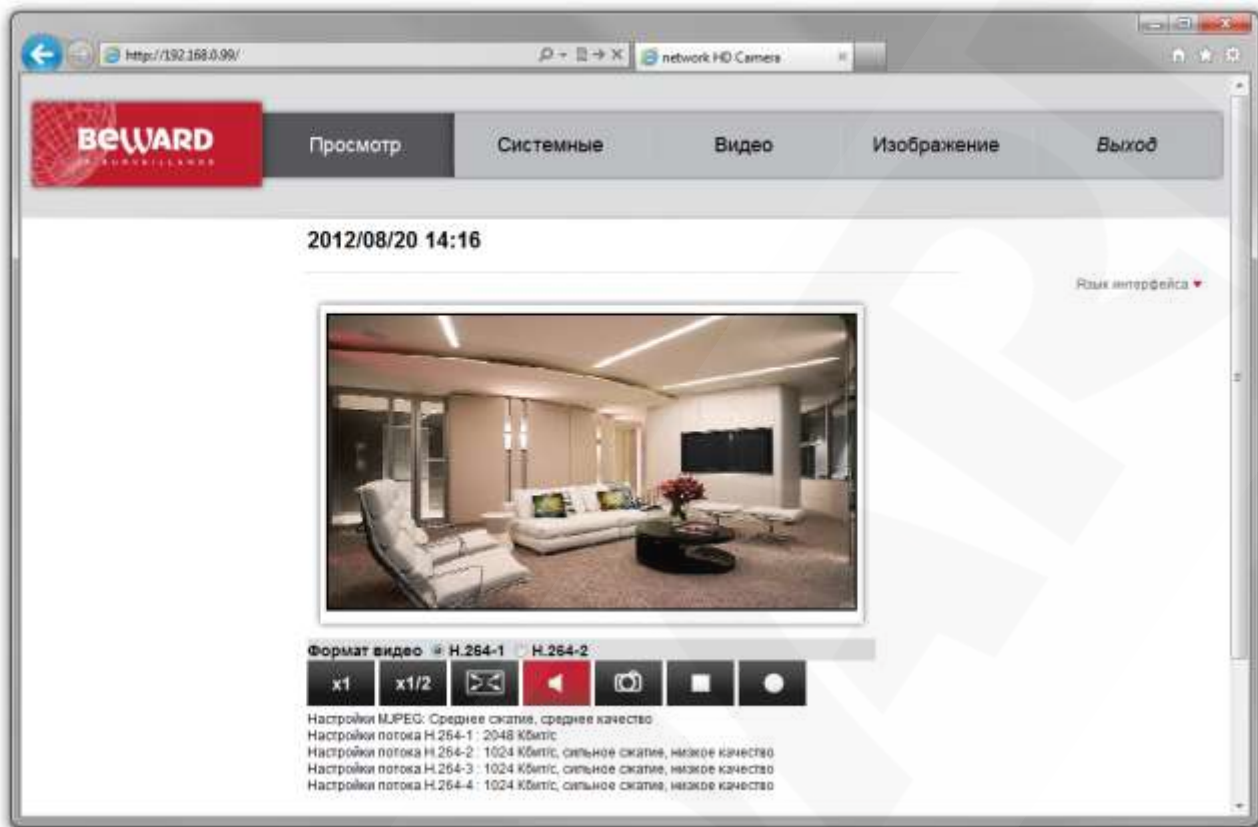 http://192.168.0.99/
network HD Camera
BEWARD
Просмотр
Системные
Видео
Изображение
Выход
2012/08/20 14:16
Язык интерфейса
Формат видео H.264-1 H.264-2
x1 x1/2
Настройки MJPEG: Среднее сжатие, среднее качество
Настройки потока H.264-1 : 2048 Кбит/с
Настройки потока H.264-2 : 1024 Кбит/с, сильное сжатие, низкое качество
Настройки потока H.264-3 : 1024 Кбит/с, сильное сжатие, низкое качество
Настройки потока H.264-4 : 1024 Кбит/с, сильное сжатие, низкое качество